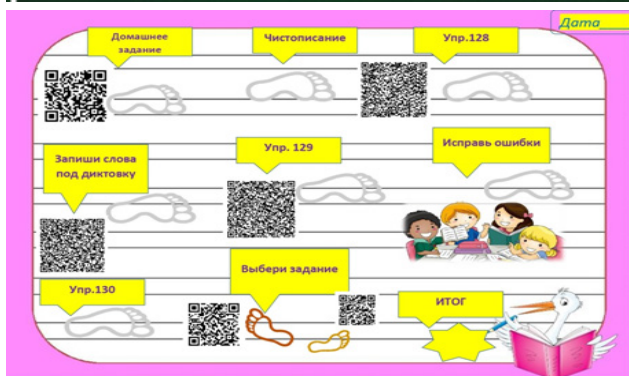 Дата
Домашнее
задание
Чистописание
Упр.128
Запиши слова
под диктовку
Упр. 129
Исправь ошибки
Упр.130
Выбери задание
ИТОГ